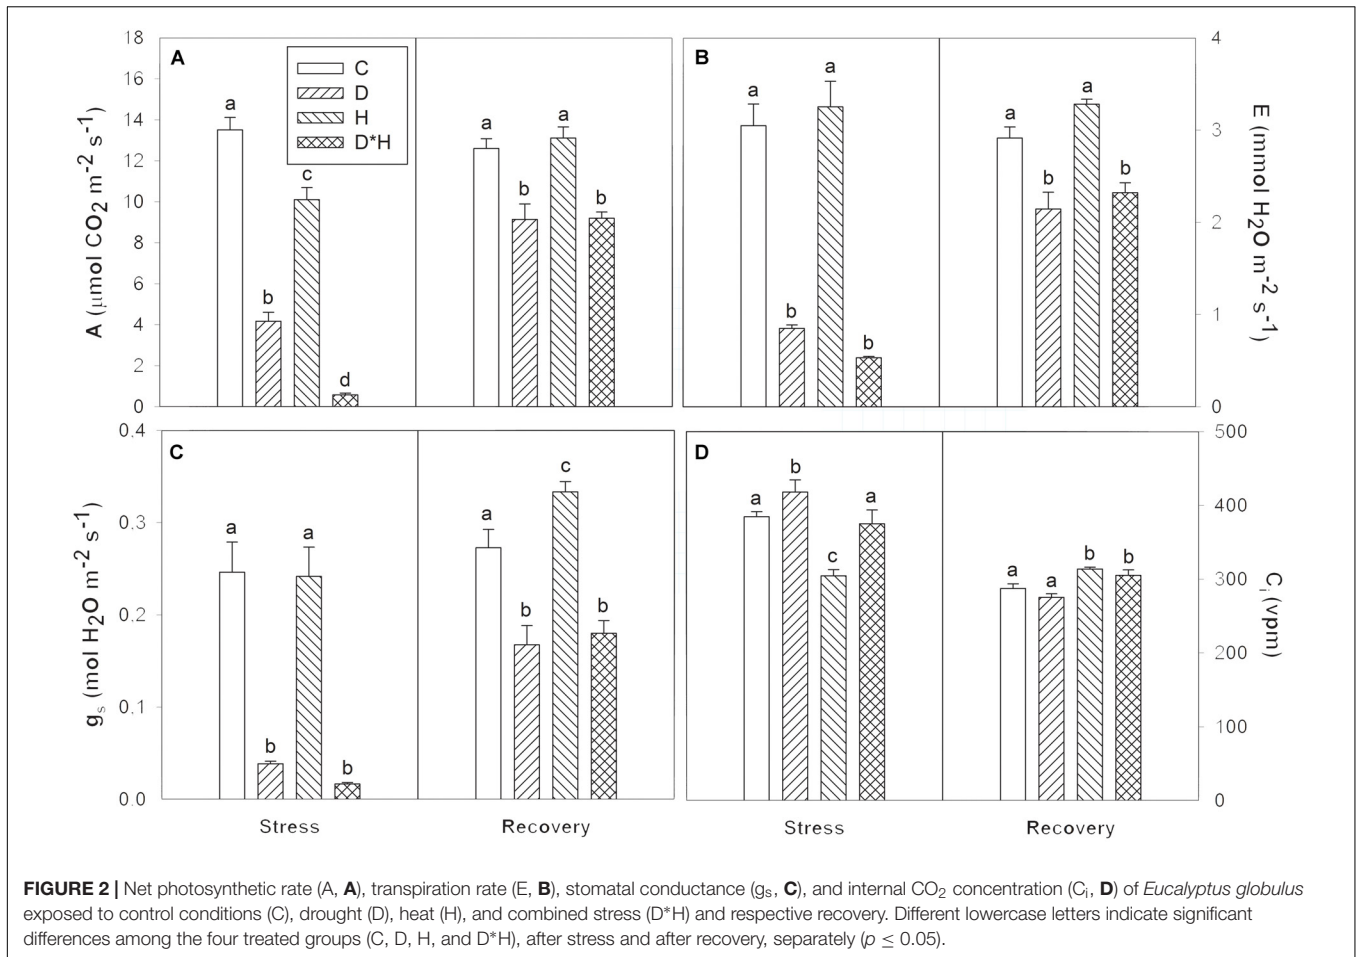 18
16
14
12
10
8
6
4
2
0
A (μmol CO2 m-2 s-1)
A
C
D
H
D*H
a
b
c
d
a
b
a
b
B
a
b
a
b
a
b
a
b
4
3
2
1
0
E (mmol H2O m-2 s-1)
0.4
0.3
0.2
0.1
0.0
gs (mol H2O m-2 s-1)
C
a
b
a
b
a
b
c
b
Stress
Recovery
D
a
b
c
a
a
a
b
b
500
400
300
200
100
0
Ci (vpm)
Stress
Recovery
FIGURE 2 | Net photosynthetic rate (A, A), transpiration rate (E, B), stomatal conductance (gs, C), and internal CO2 concentration (Ci, D) of Eucalyptus globulus
exposed to control conditions (C), drought (D), heat (H), and combined stress (D*H) and respective recovery. Different lowercase letters indicate significant
differences among the four treated groups (C, D, H, and D*H), after stress and after recovery, separately (p ≤ 0.05).